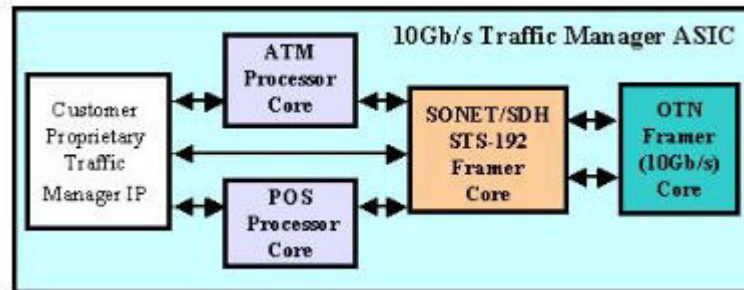 10Gb/s Traffic Manager ASIC
Customer
Proprietary
Traffic
Manager IP
ATM
Processor
Core
POS
Processor
Core
SONET/SDH
STS-192
Framer
Core
OTN
Framer
(10Gb/s)
Core